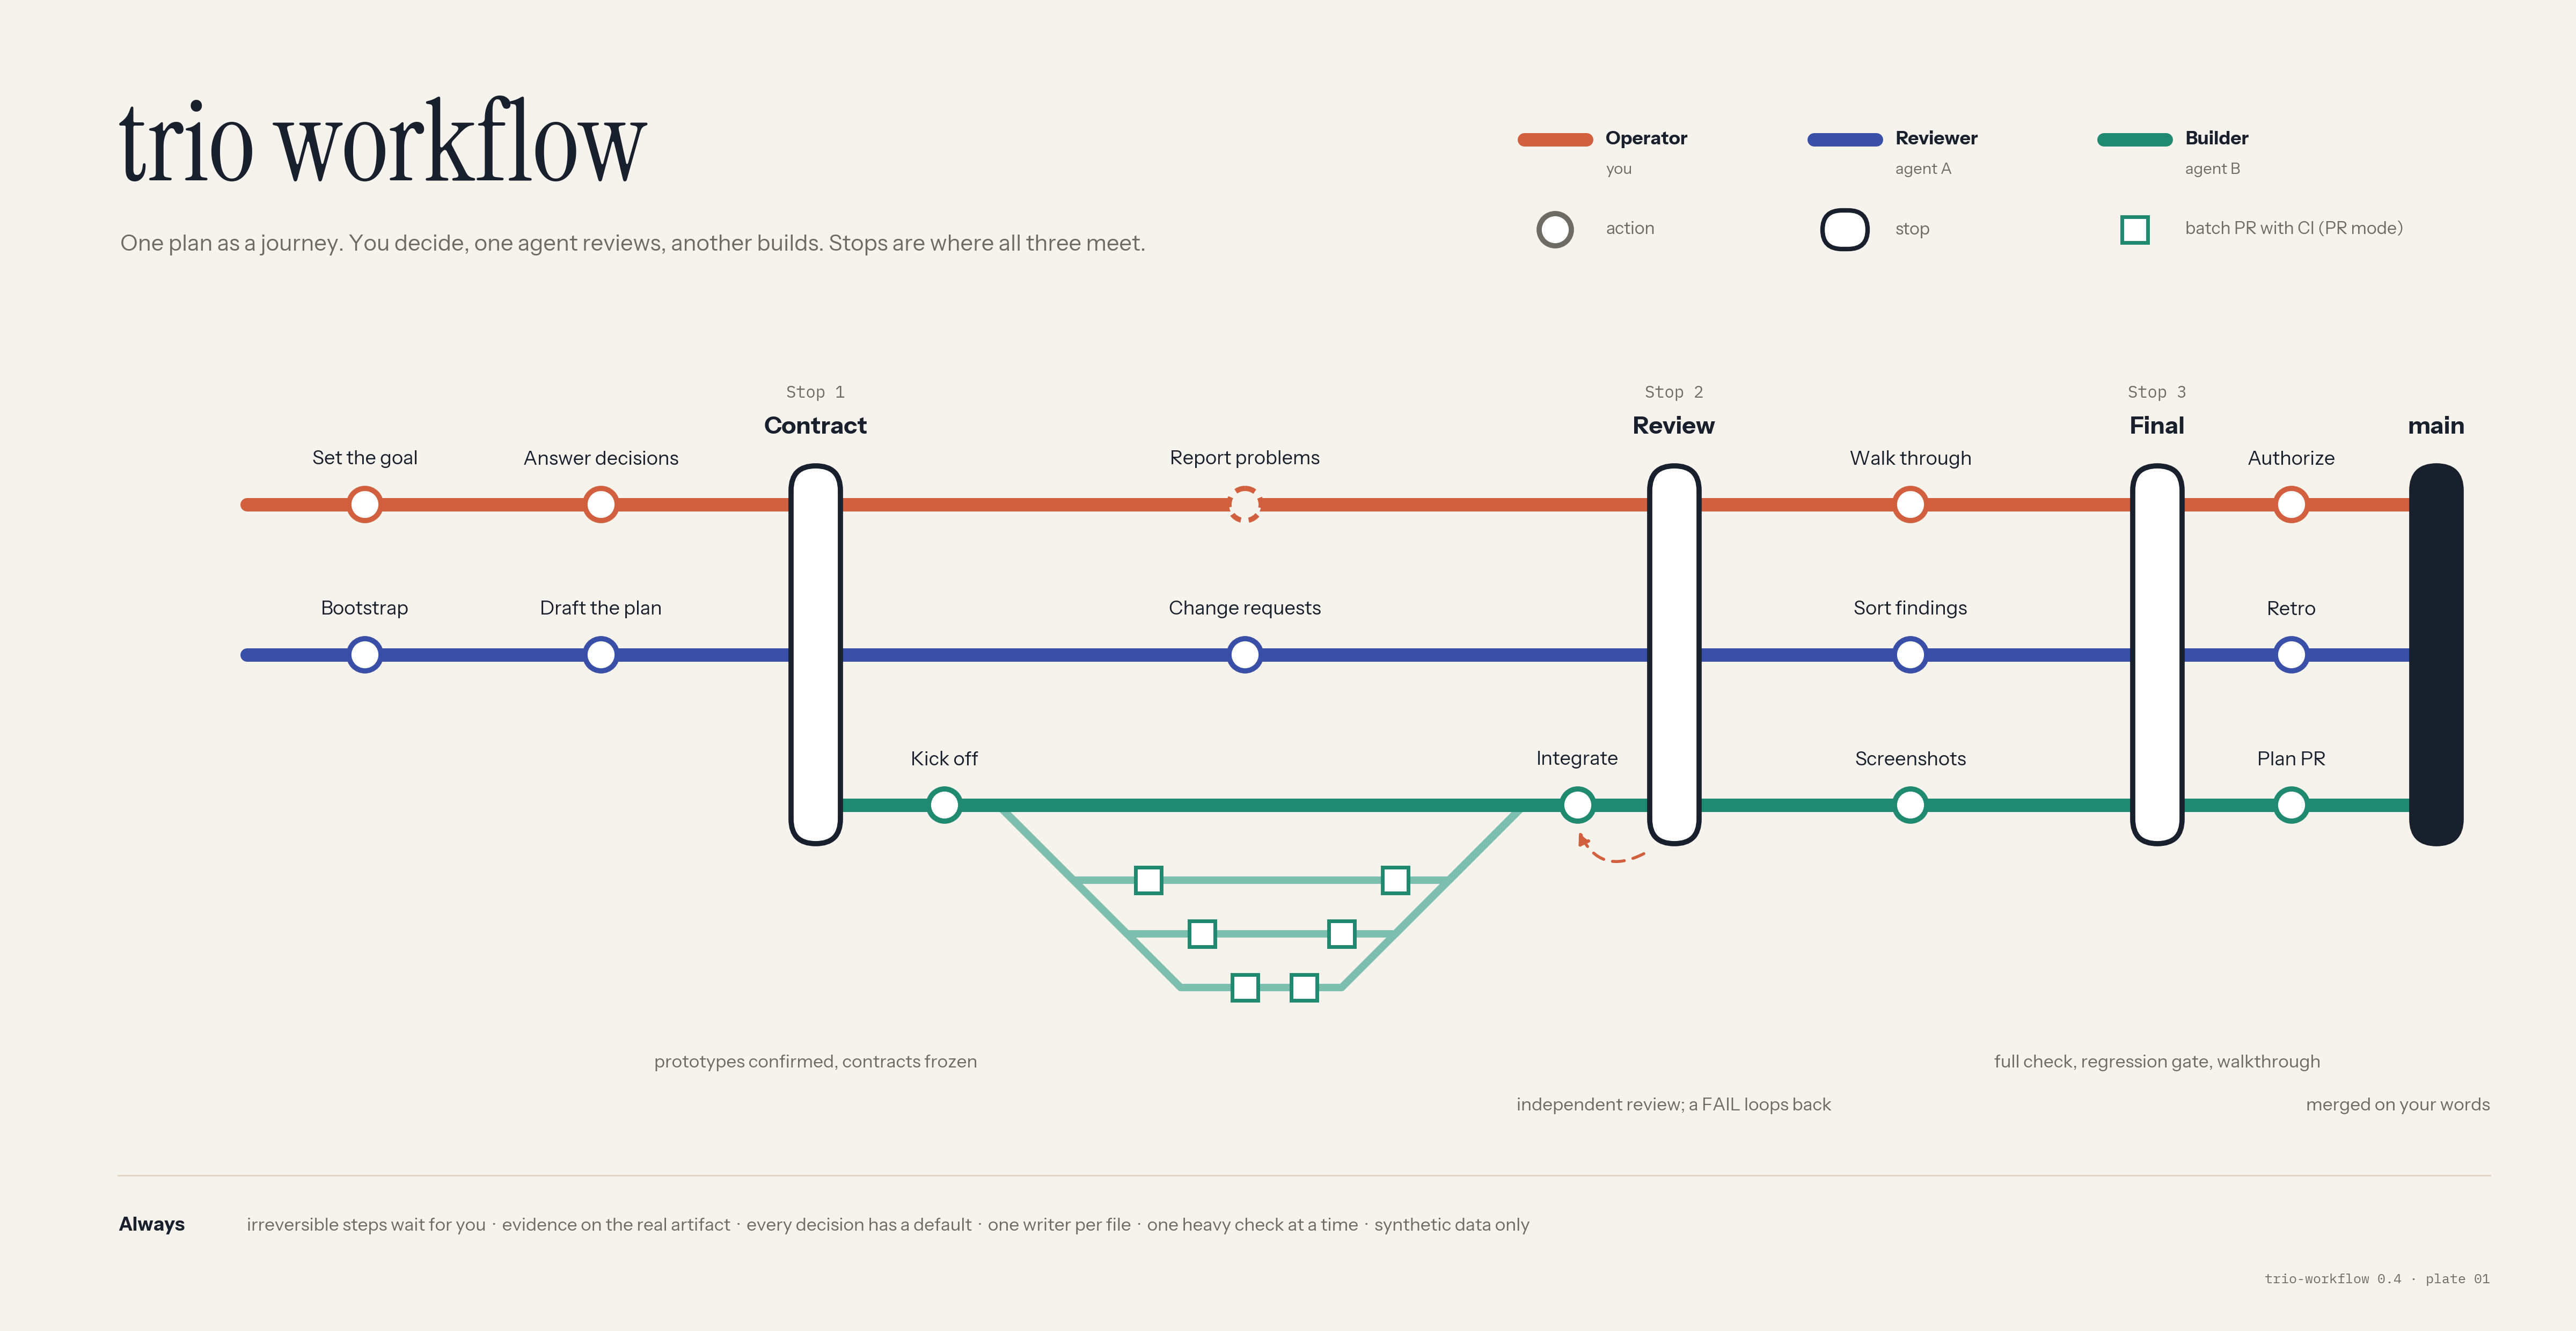 trio workflow
One plan as a journey. You decide, one agent reviews, another builds. Stops are where all three meet.
Operator
you
Reviewer
agent A
Builder
agent B
action
stop
batch PR with CI (PR mode)
Stop 1
Contract
Stop 2
Review
Stop 3
Final
main
Set the goal
Answer decisions
Report problems
Walk through
Authorize
Bootstrap
Draft the plan
Change requests
Sort findings
Retro
Kick off
Integrate
Screenshots
Plan PR
prototypes confirmed, contracts frozen
full check, regression gate, walkthrough
independent review; a FAIL loops back
merged on your words
Always
irreversible steps wait for you · evidence on the real artifact · every decision has a default · one writer per file · one heavy check at a time · synthetic data only
trio-workflow 0.4 · plate 01